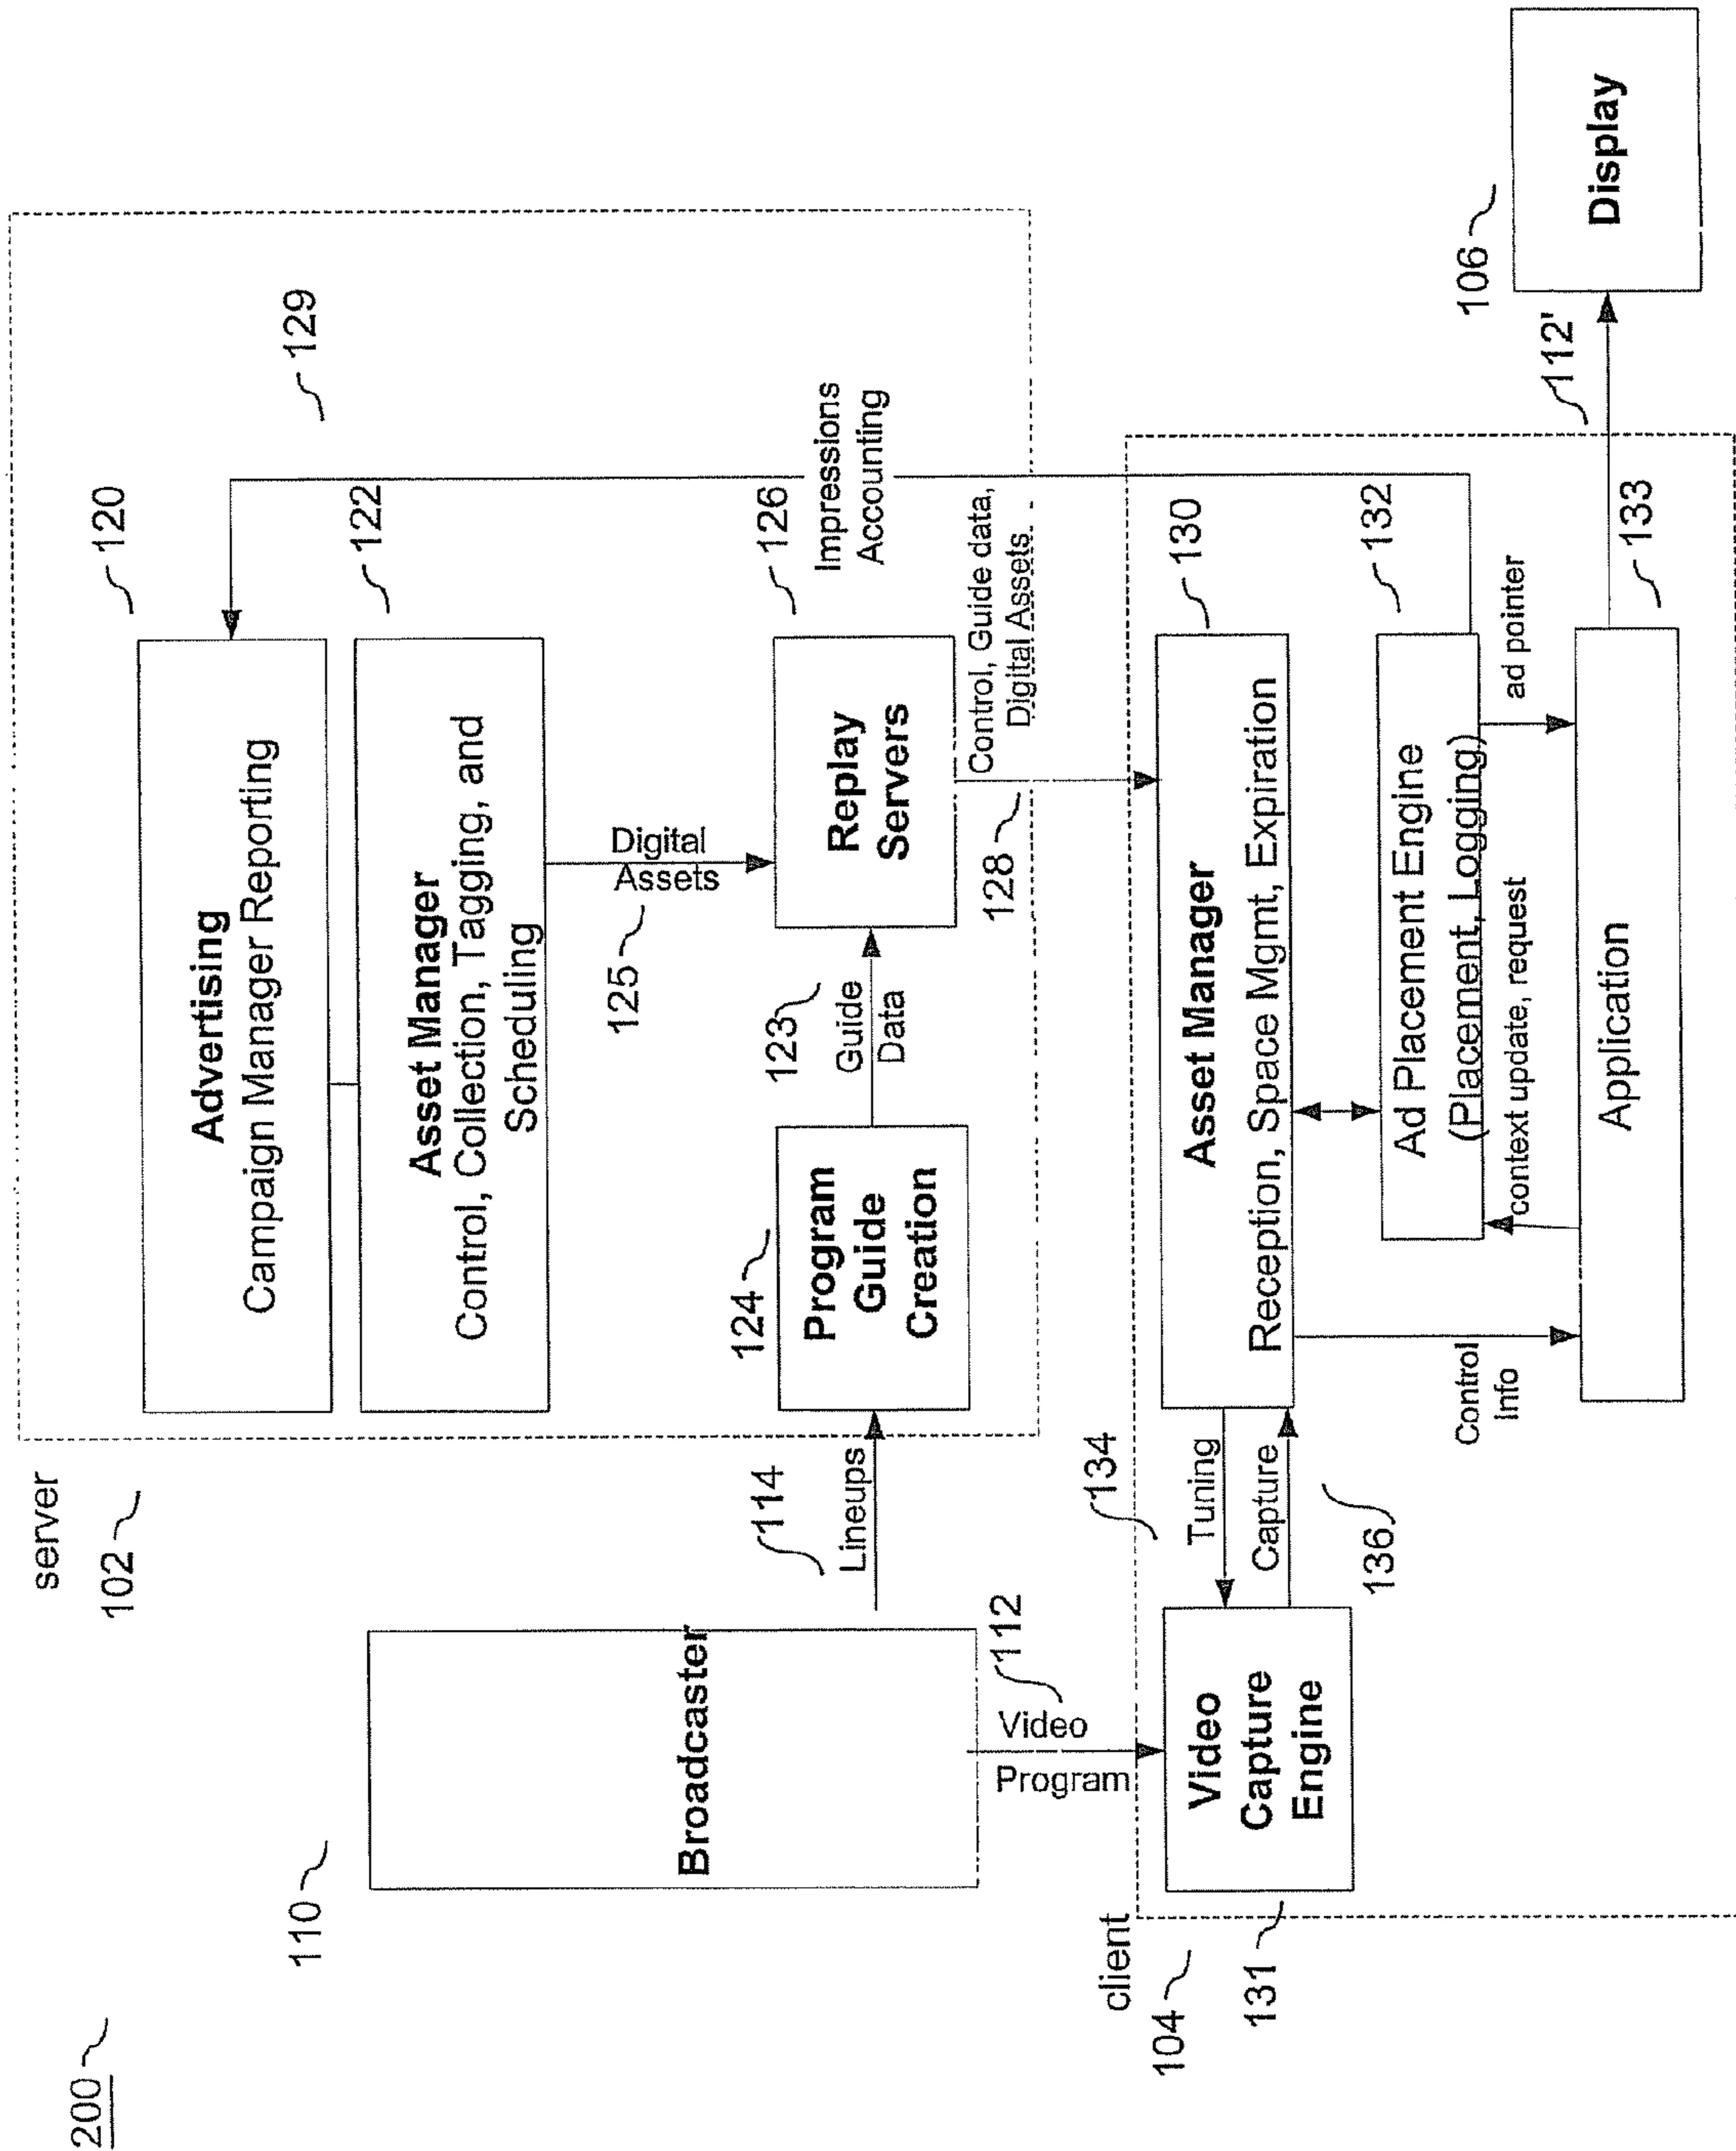 200
server
102
110
Broadcaster
114
Lineups
112
Video
Program
120
Advertising
Campaign Manager Reporting
122
Asset Manager
Control, Collection, Tagging, and
Scheduling
129
125
Digital
Assets
124
Program
Guide
Creation
123
Guide
Data
126
Replay
Servers
Impressions
Accounting
128
Control, Guide data,
Digital Assets
client
104
131
Video
Capture
Engine
134
Tuning
Capture
136
130
Asset Manager
Reception, Space Mgmt, Expiration
132
Ad Placement Engine
(Placement, Logging)
context update, request
ad pointer
Control
Info
133
Application
112'
106
Display